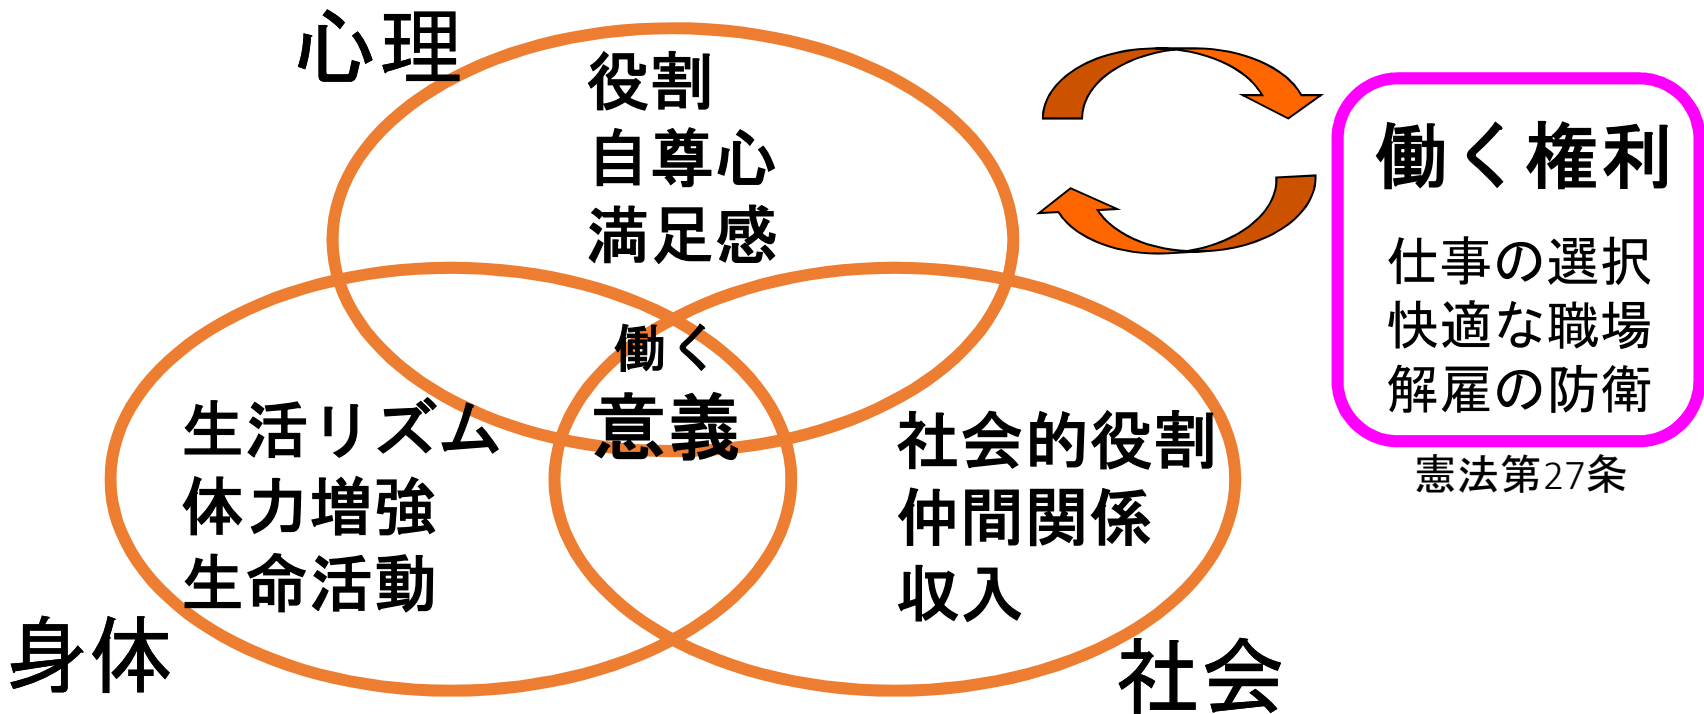 心理
役割
自尊心
満足感
働く
意義
生活リズム
体力増強
生命活動
身体
社会的役割
仲間関係
収入
社会
働く権利
仕事の選択
快適な職場
解雇の防衛
憲法第27条